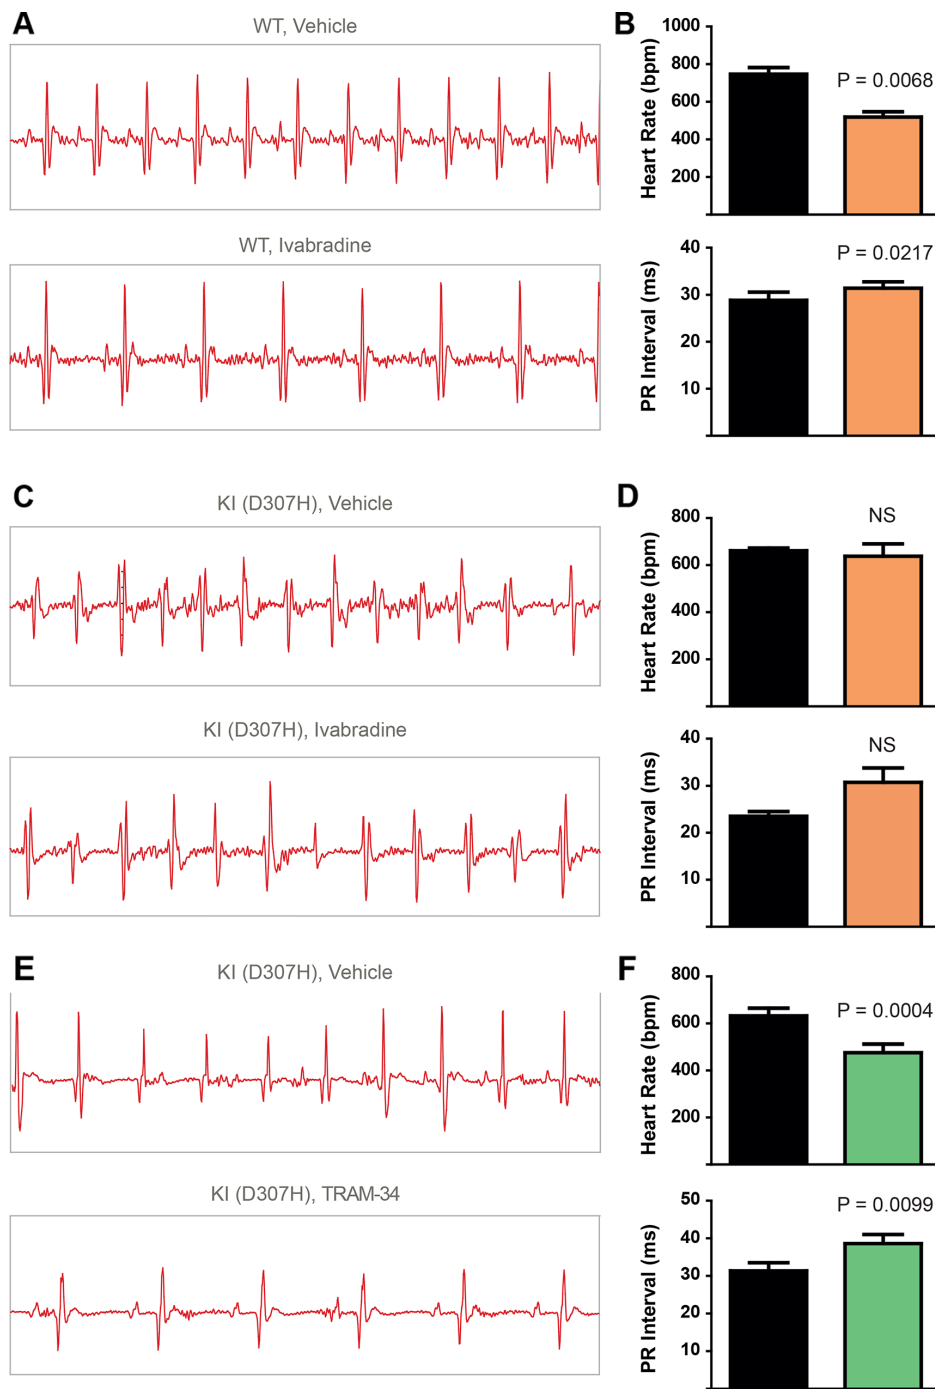 A
WT, Vehicle
B
Heart Rate (bpm)
1000
800
600
400
200
P = 0.0068
WT, Ivabradine
PR Interval (ms)
40
30
20
10
P = 0.0217
C
KI (D307H), Vehicle
D
Heart Rate (bpm)
800
600
400
200
NS
KI (D307H), Ivabradine
PR Interval (ms)
40
30
20
10
NS
E
KI (D307H), Vehicle
F
Heart Rate (bpm)
800
600
400
200
P = 0.0004
KI (D307H), TRAM-34
PR Interval (ms)
50
40
30
20
10
P = 0.0099